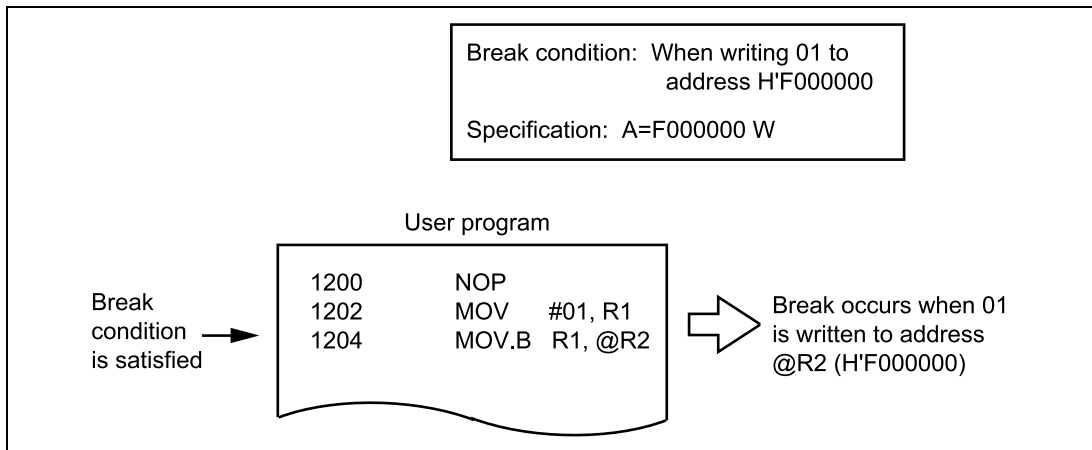 Break condition: When writing 01 to
address H'F000000
Specification: A=F000000 W
User program
Break
condition
is satisfied
1200 NOP
1202 MOV #01, R1
1204 MOV.B R1, @R2
Break occurs when 01
is written to address
@R2 (H'F000000)